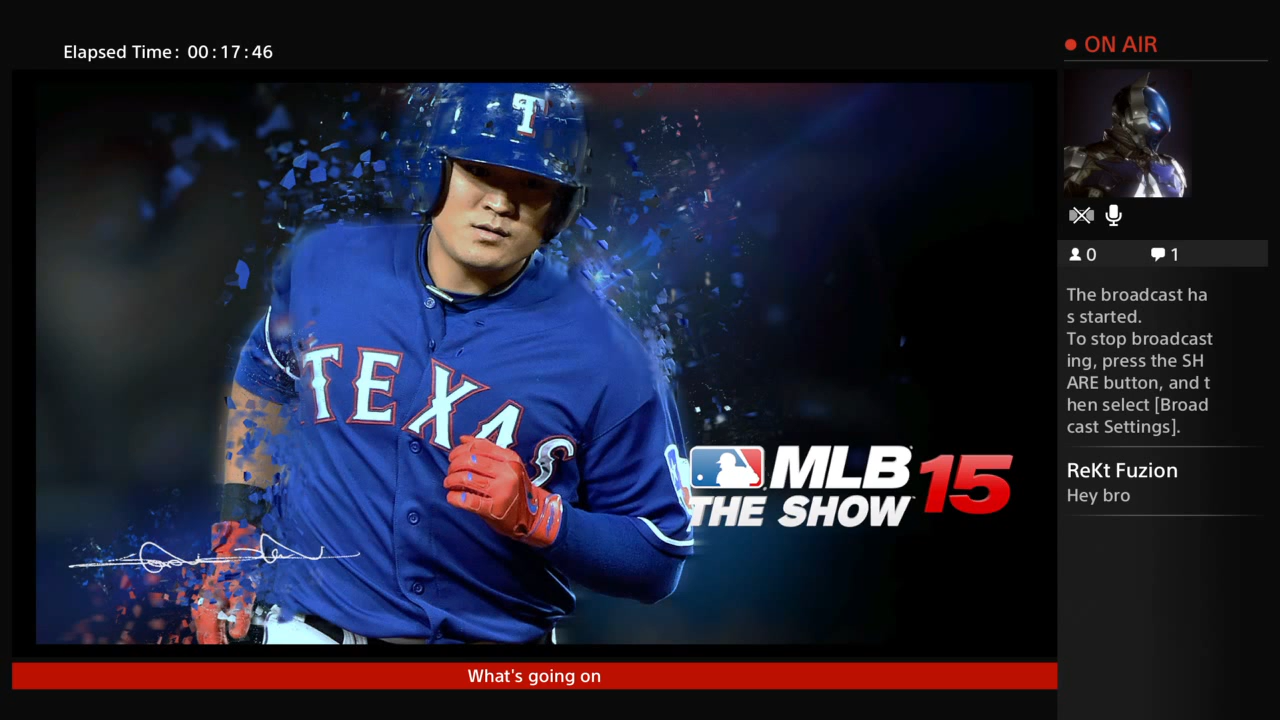 Elapsed Time: 00:17:46
ON AIR
T
TEXAS
MLB 15
THE SHOW
0
1
The broadcast ha
s started.
To stop broadcast
ing, press the SH
ARE button, and t
hen select [Broad
cast Settings].
ReKt Fuzion
Hey bro
What's going on